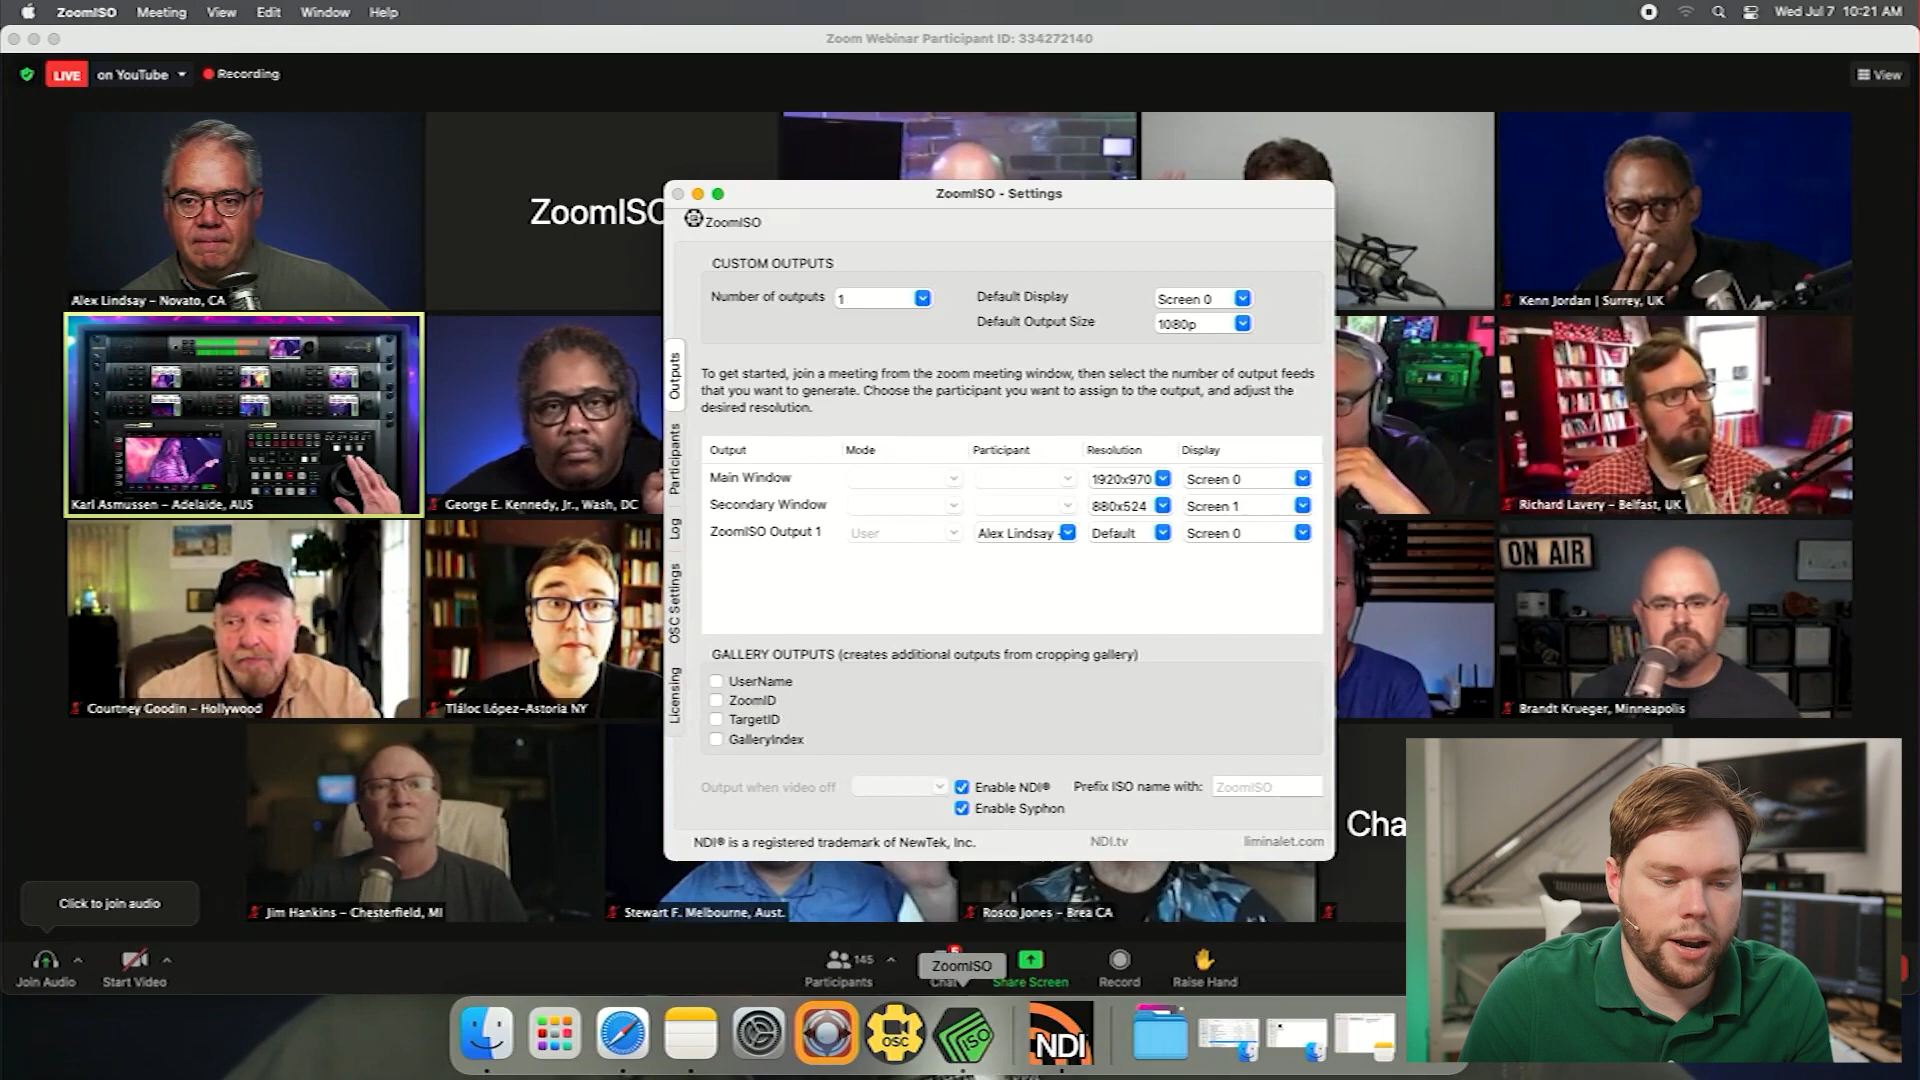 ZoomISO Meeting View Edit Window Help
Wed Jul 7 10:21 AM
Zoom Webinar Participant ID: 334272140
LIVE on YouTube Recording
View
ZoomISO
Alex Lindsay – Novato, CA
Kenn Jordan | Surrey, UK
Karl Asmussen – Adelaide, AUS
George E. Kennedy, Jr., Wash, DC
Richard Lavery – Belfast, UK
ON AIR
Courtney Goodin – Hollywood
Tláloc López-Astoria NY
Brandt Krueger, Minneapolis
Jim Hankins – Chesterfield, MI
Stewart F. Melbourne, Aust.
Rosco Jones – Brea CA
Cha
ZoomISO - Settings
ZoomISO
Outputs
Participants
Log
OSC Settings
Licensing
CUSTOM OUTPUTS
Number of outputs 1 Default Display Screen 0
Default Output Size 1080p
To get started, join a meeting from the zoom meeting window, then select the number of output feeds
that you want to generate. Choose the participant you want to assign to the output, and adjust the
desired resolution.
Output Mode Participant Resolution Display
Main Window 1920x970 Screen 0
Secondary Window 880x524 Screen 1
ZoomISO Output 1 User Alex Lindsay - Default Screen 0
GALLERY OUTPUTS (creates additional outputs from cropping gallery)
UserName
ZoomID
TargetID
GalleryIndex
Output when video off Enable NDI® Prefix ISO name with: ZoomISO
Enable Syphon
NDI® is a registered trademark of NewTek, Inc. NDI.tv liminalet.com
Click to join audio
Join Audio Start Video
145
Participants Chat Share Screen Record Raise Hand
ZoomISO
OSC
ISO
NDI